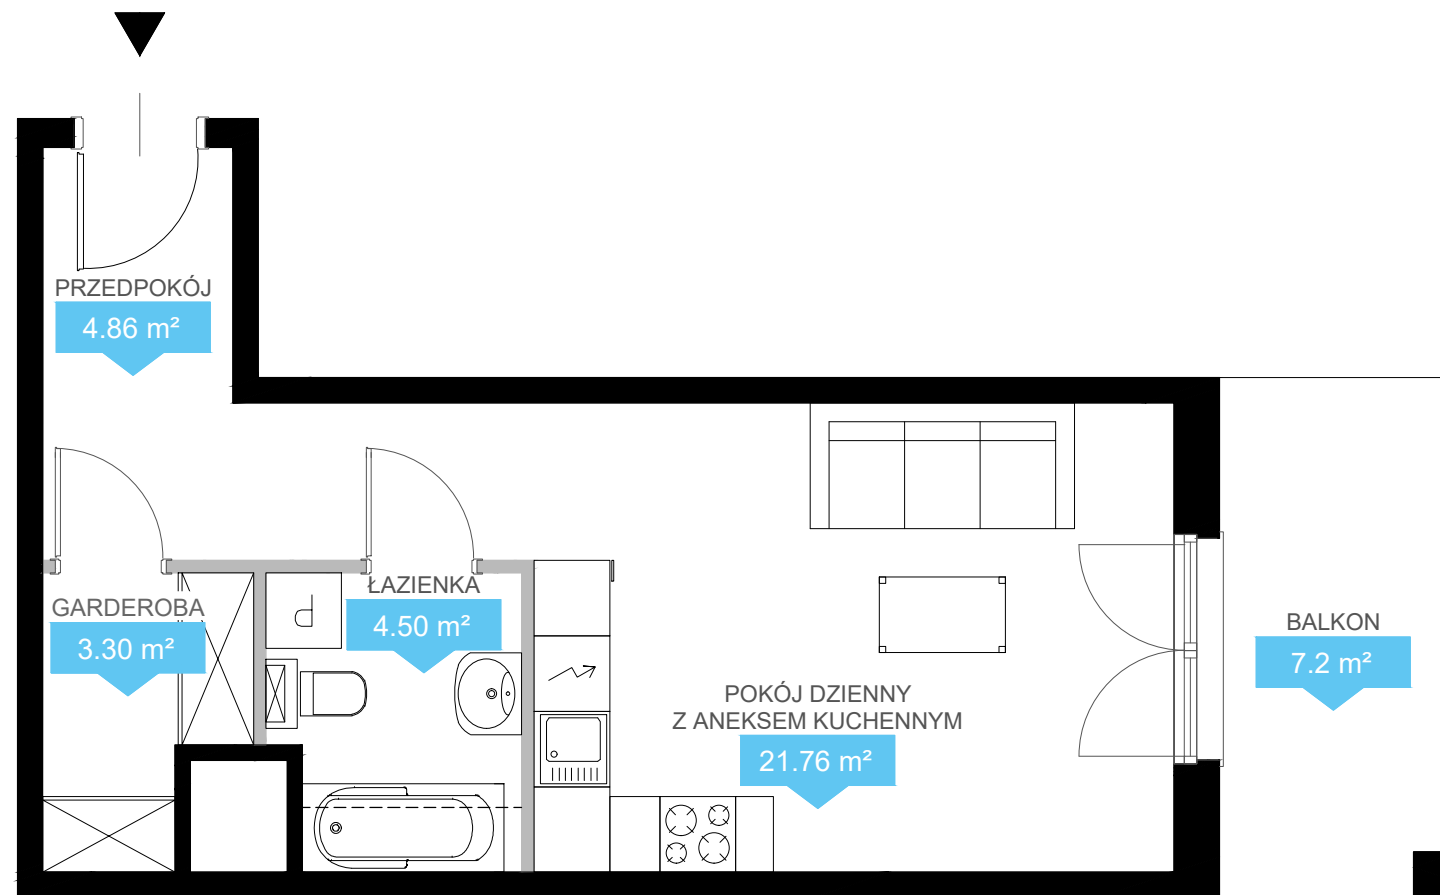 PRZEDPOKÓJ
4.86 m²
GARDEROBA
3.30 m²
ŁAZIENKA
4.50 m²
P
POKÓJ DZIENNY
Z ANEKSEM KUCHENNYM
21.76 m²
BALKON
7.2 m²